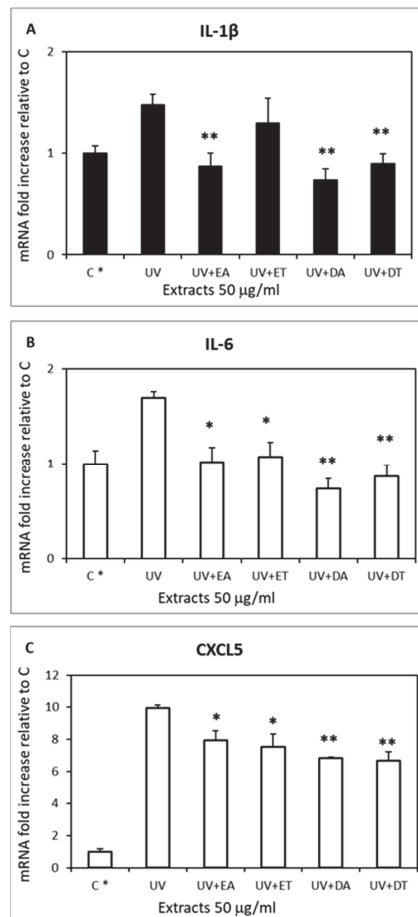 A
IL-1β
mRNA fold increase relative to C
2
1
0
** ** **
C * UV UV+EA UV+ET UV+DA UV+DT
Extracts 50 µg/ml
B
IL-6
mRNA fold increase relative to C
2
1
0
* * ** **
C * UV UV+EA UV+ET UV+DA UV+DT
Extracts 50 µg/ml
C
CXCL5
mRNA fold increase relative to C
12
10
8
6
4
2
0
* * ** **
C * UV UV+EA UV+ET UV+DA UV+DT
Extracts 50 µg/ml